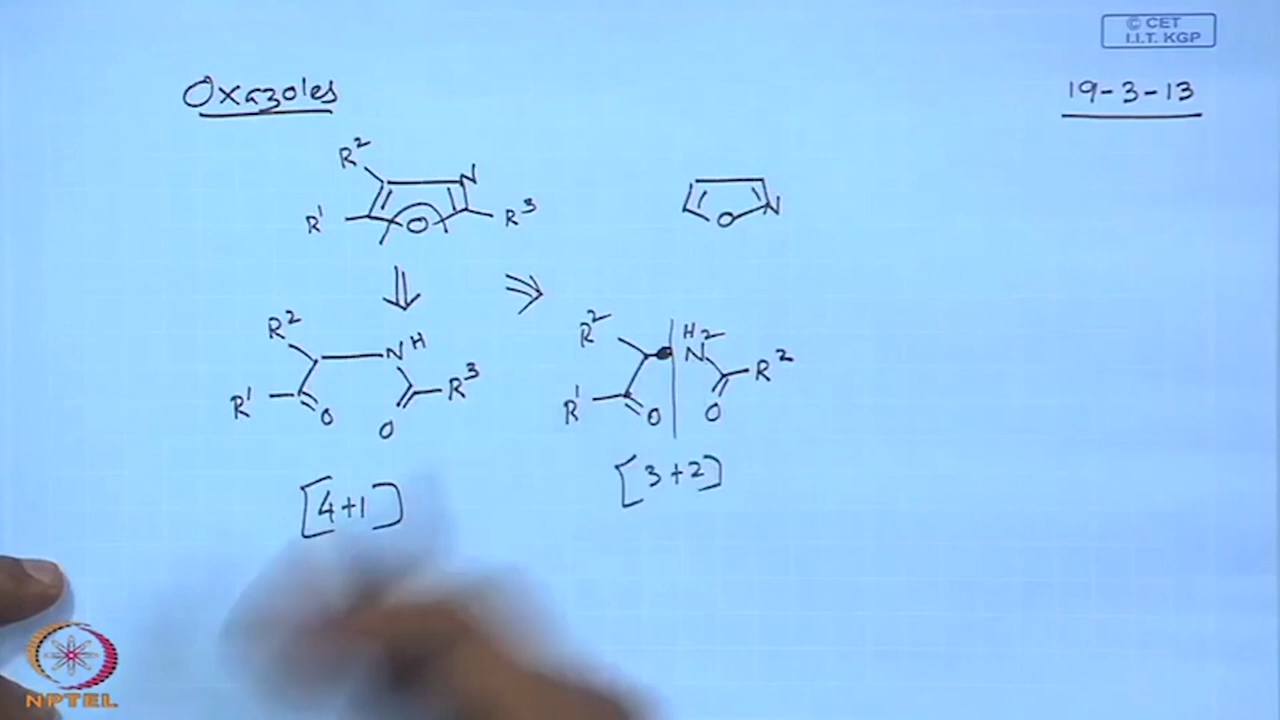 © CET
I.I.T. KGP
Oxazoles
19-3-13
R²
N
R¹
O
R³
O
N
R²
N
H
R¹
O
O
R³
R²
H₂
N
R¹
O
O
R²
[4+1]
[3+2]
NPTEL